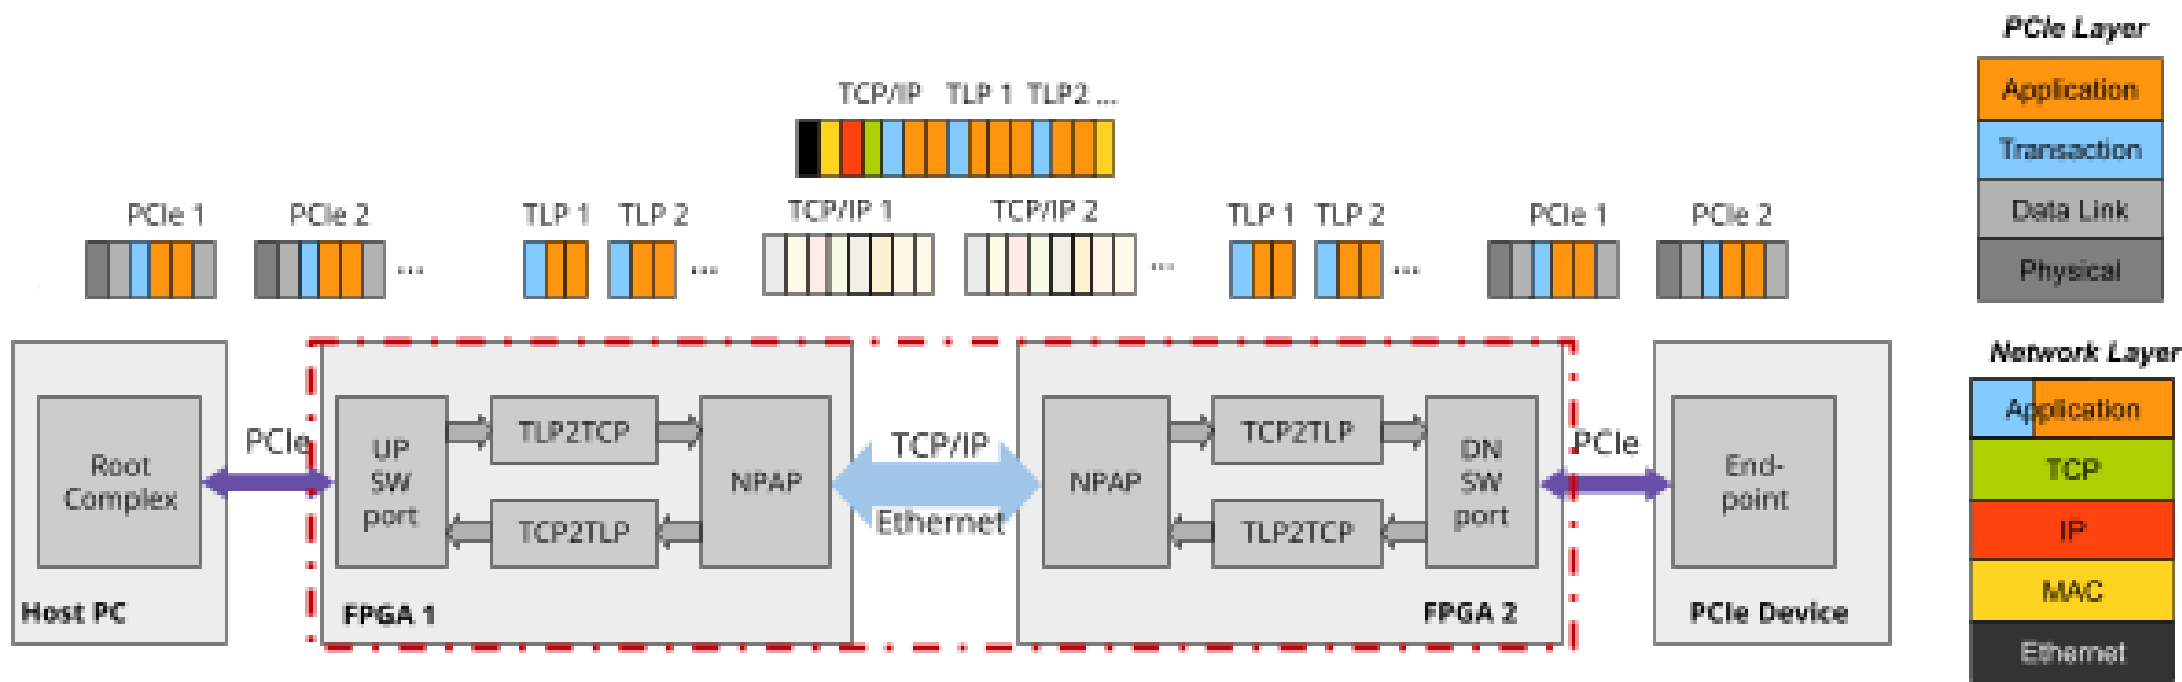 PCIe Layer
Application
Transaction
Data Link
Physical
TCP/IP TLP 1 TLP2 ...
PCIe 1 PCIe 2 ...
TLP 1 TLP 2 ...
TCP/IP 1 TCP/IP 2 ...
TLP 1 TLP 2 ...
PCIe 1 PCIe 2
Root
Complex
Host PC
PCIe
UP
SW
port
TLP2TCP
TCP2TLP
NPAP
FPGA 1
TCP/IP
Ethernet
NPAP
TCP2TLP
TLP2TCP
DN
SW
port
FPGA 2
PCIe
End-
point
PCIe Device
Network Layer
Application
TCP
IP
MAC
Ethernet